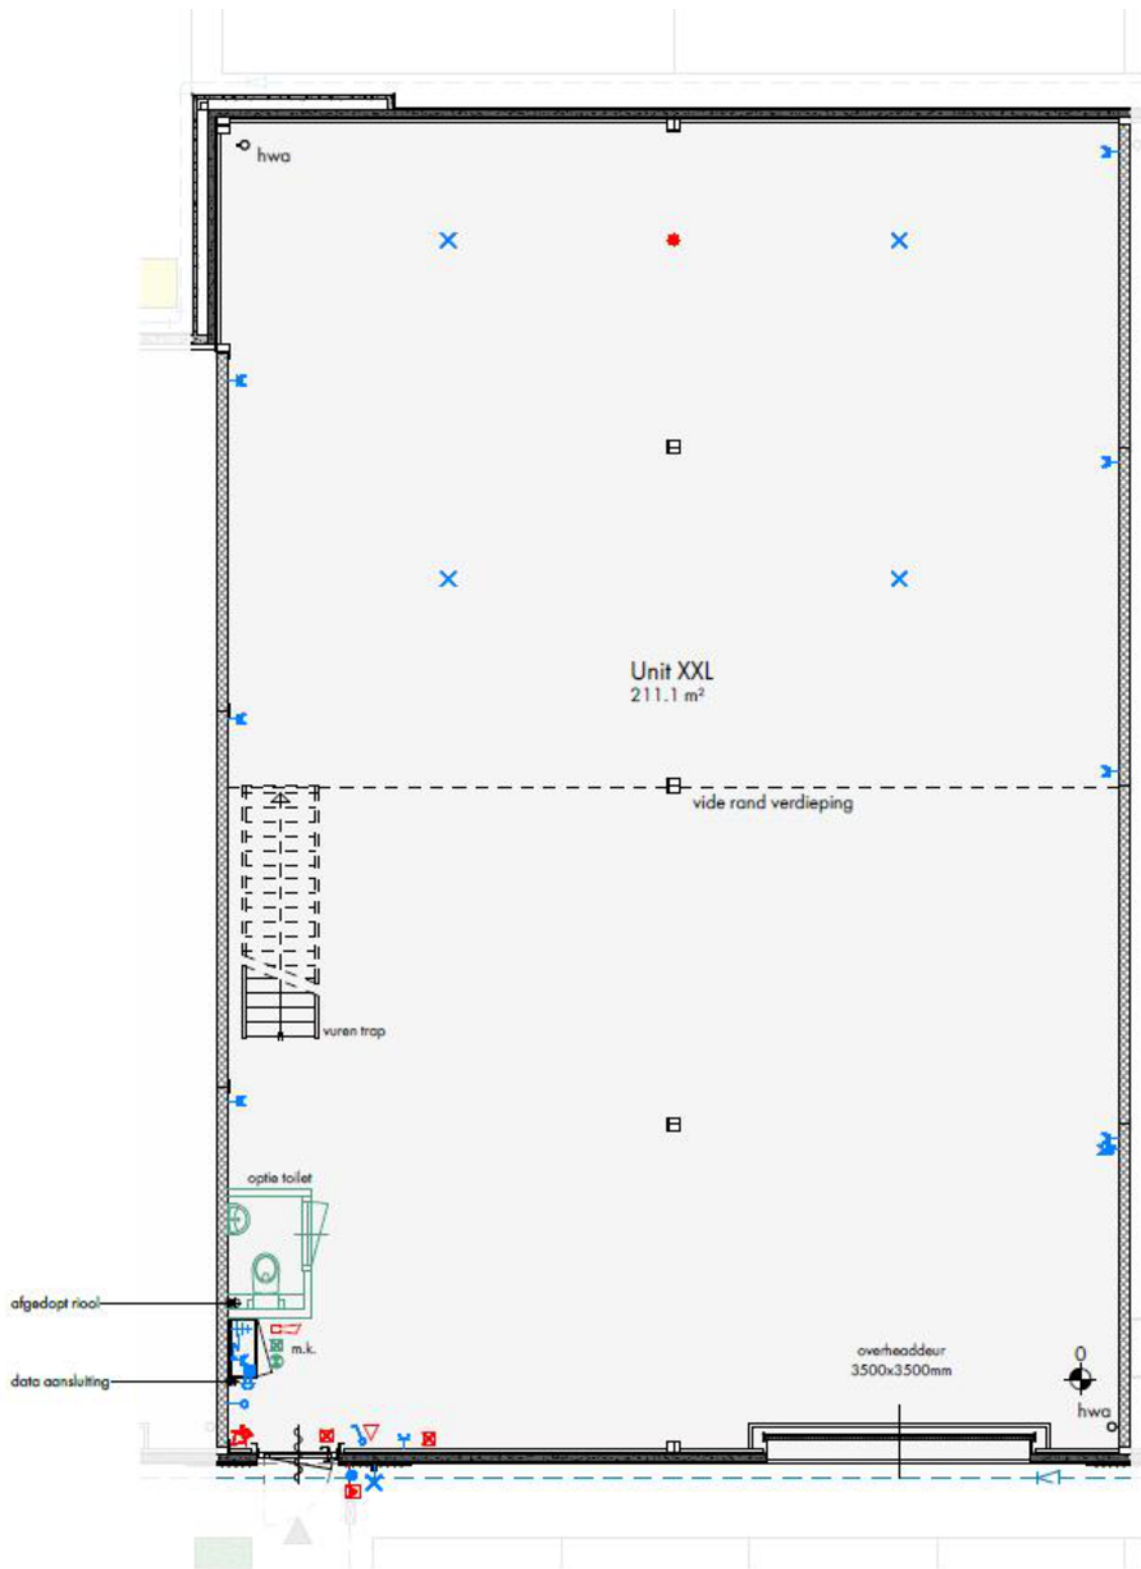 hwa
Unit XXL
211.1 m²
vide rand verdieping
vuren trap
optie toilet
afgedopt riool
m.k.
data aansluiting
overheaddeur
3500x3500mm
0
hwa